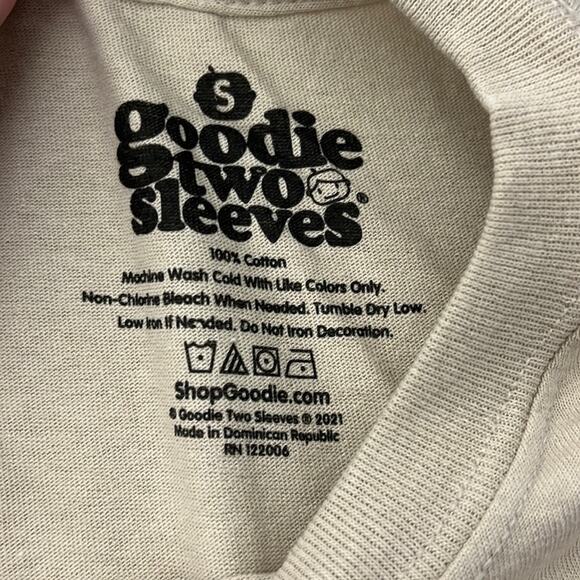 S
goodie
two
sleeves®
100% Cotton
Machine Wash Cold With Like Colors Only.
Non-Chlorine Bleach When Needed. Tumble Dry Low.
Low Iron If Needed. Do Not Iron Decoration.
ShopGoodie.com
© Goodie Two Sleeves ® 2021
Made in Dominican Republic
RN 122006